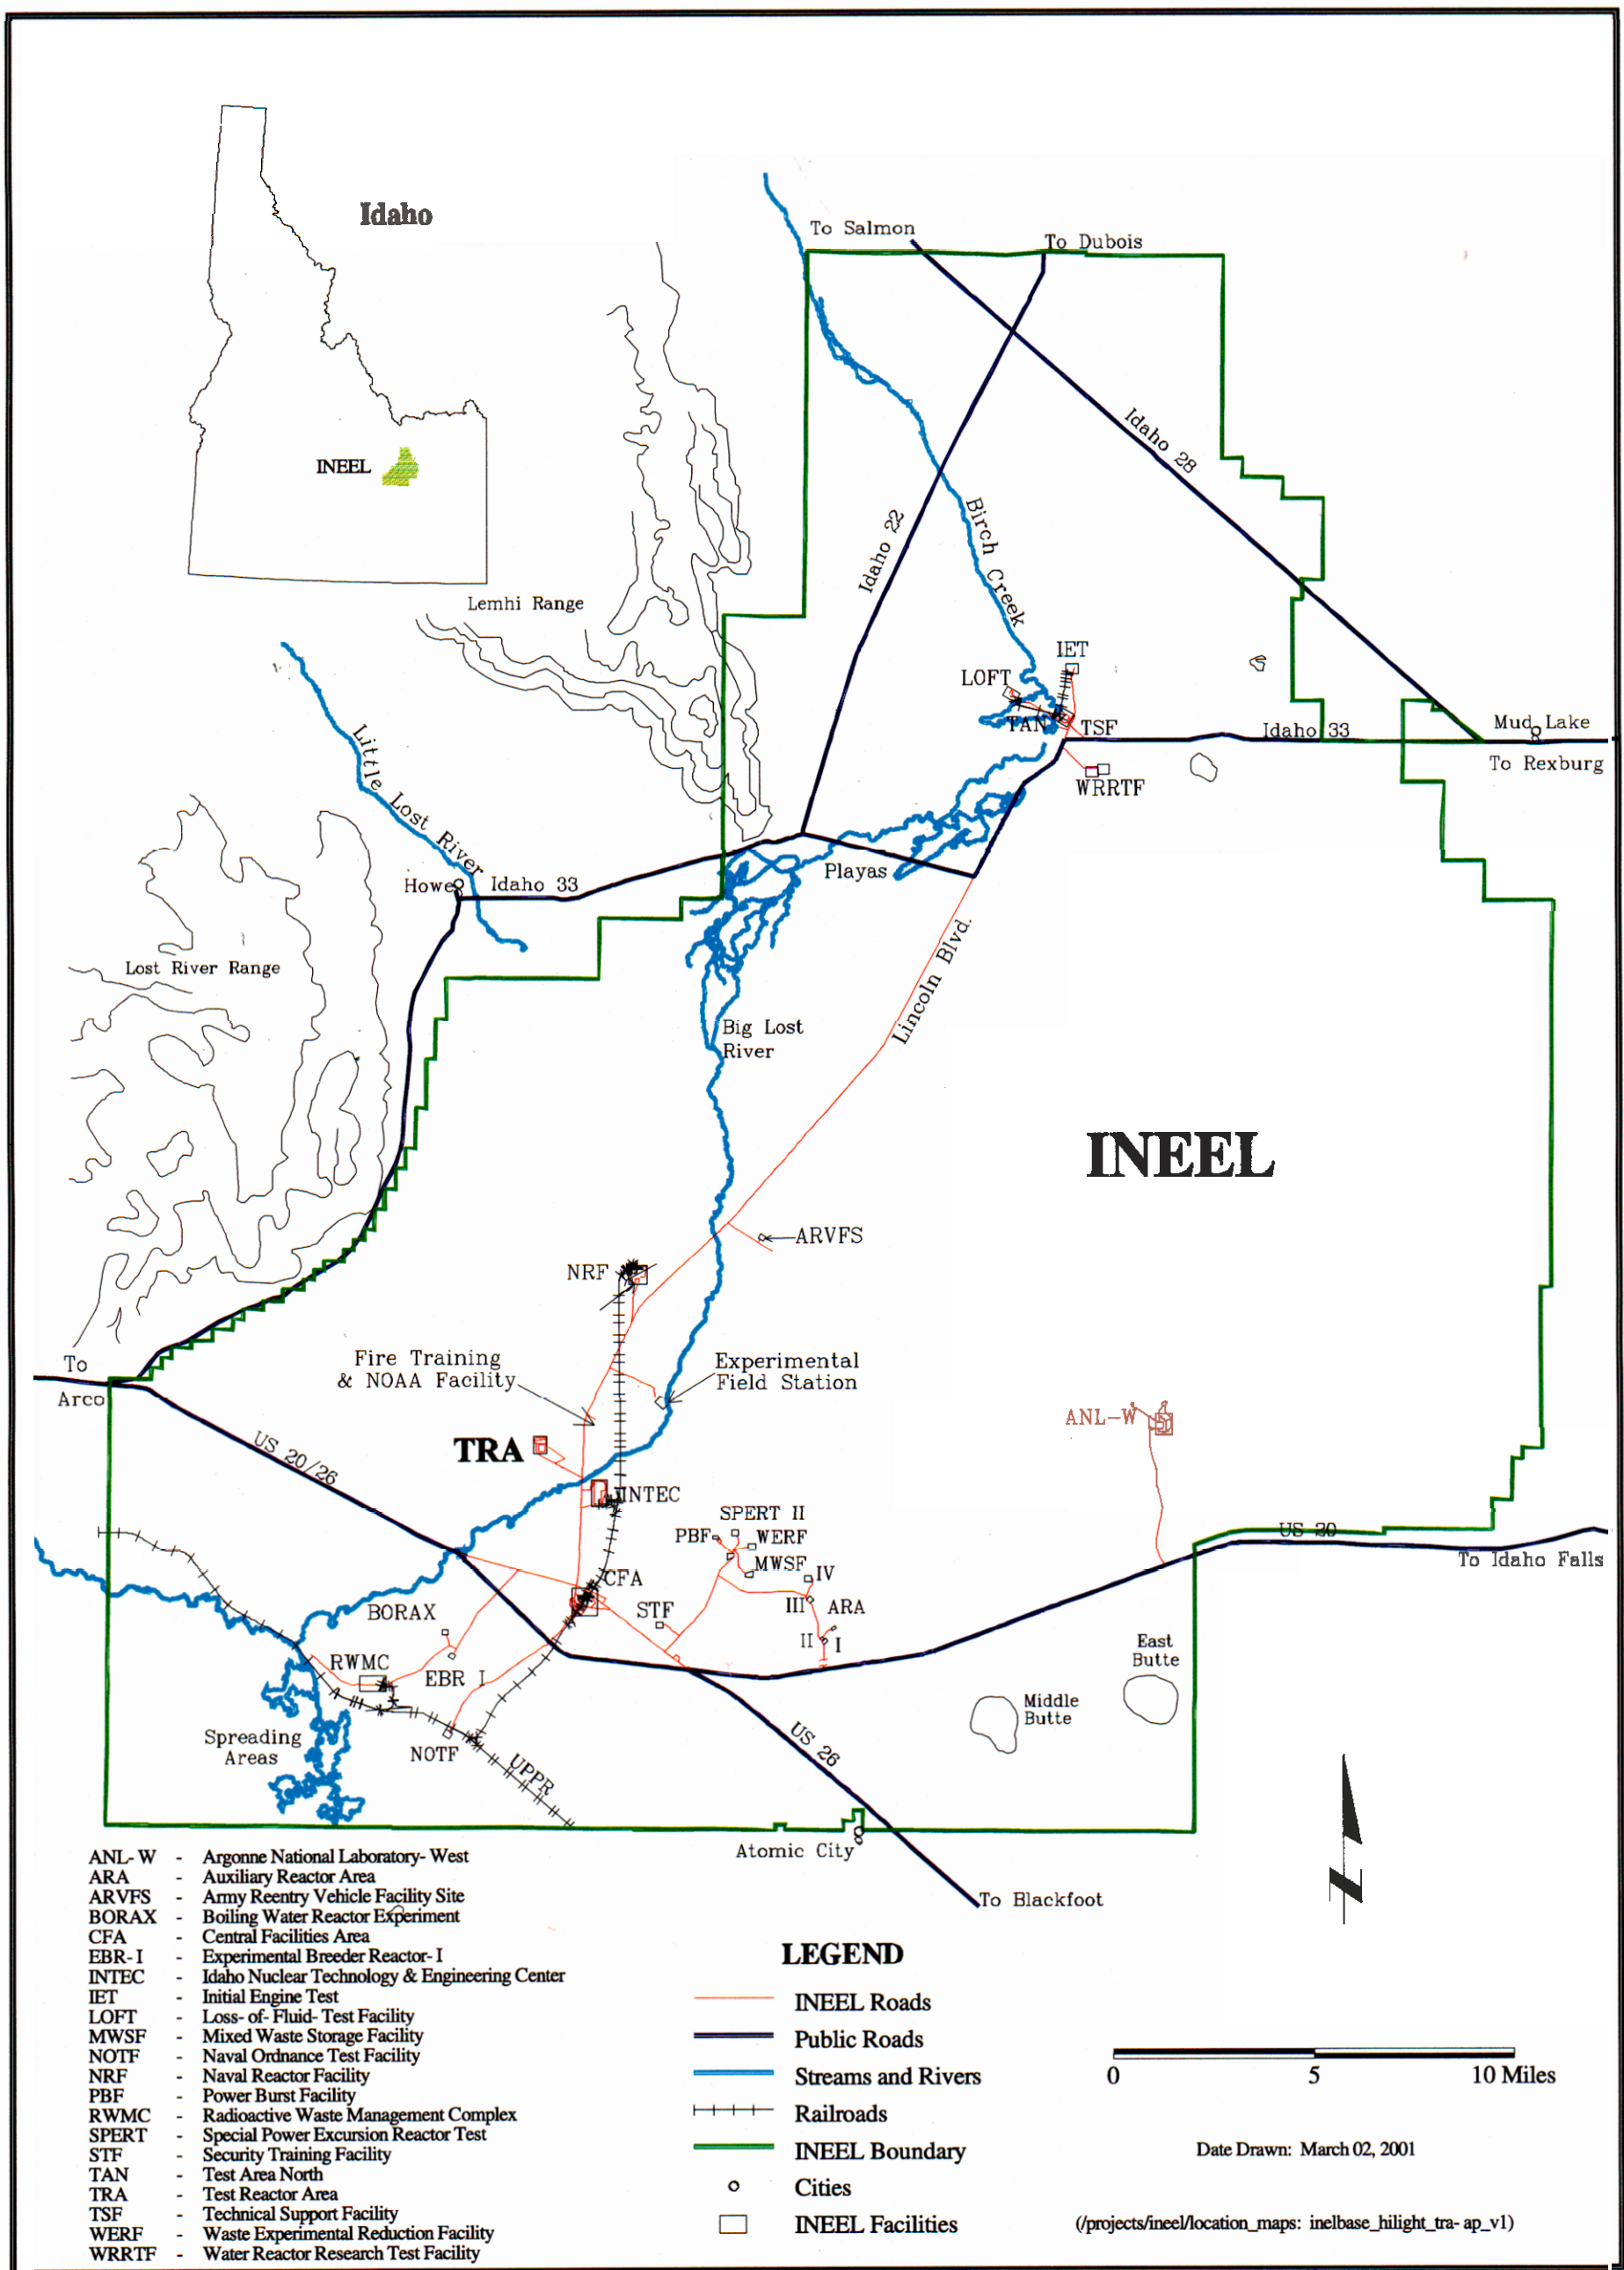 Idaho
INEEL
To Salmon
To Dubois
Idaho 28
Idaho 22
Birch Creek
Lemhi Range
IET
LOFT
TAN
TSF
Idaho 33
Mud Lake
To Rexburg
WRRTF
Little Lost River
Howe
Idaho 33
Playas
Lincoln Blvd.
Lost River Range
Big Lost
River
INEEL
ARVFS
NRF
To
Arco
Fire Training
& NOAA Facility
Experimental
Field Station
ANL-W
TRA
US 20/26
INTEC
SPERT II
PBF
WERF
MWSF
IV
III
ARA
II
I
US 20
To Idaho Falls
CFA
STF
BORAX
RWMC
EBR I
East
Butte
Middle
Butte
Spreading
Areas
NOTF
UPPR
US 26
Atomic City
To Blackfoot
ANL-W - Argonne National Laboratory-West
ARA - Auxiliary Reactor Area
ARVFS - Army Reentry Vehicle Facility Site
BORAX - Boiling Water Reactor Experiment
CFA - Central Facilities Area
EBR-I - Experimental Breeder Reactor-I
INTEC - Idaho Nuclear Technology & Engineering Center
IET - Initial Engine Test
LOFT - Loss-of-Fluid-Test Facility
MWSF - Mixed Waste Storage Facility
NOTF - Naval Ordnance Test Facility
NRF - Naval Reactor Facility
PBF - Power Burst Facility
RWMC - Radioactive Waste Management Complex
SPERT - Special Power Excursion Reactor Test
STF - Security Training Facility
TAN - Test Area North
TRA - Test Reactor Area
TSF - Technical Support Facility
WERF - Waste Experimental Reduction Facility
WRRTF - Water Reactor Research Test Facility
LEGEND
INEEL Roads
Public Roads
Streams and Rivers
Railroads
INEEL Boundary
Cities
INEEL Facilities
0 5 10 Miles
Date Drawn: March 02, 2001
(/projects/ineel/location_maps: inelbase_hilight_tra-ap_v1)
N